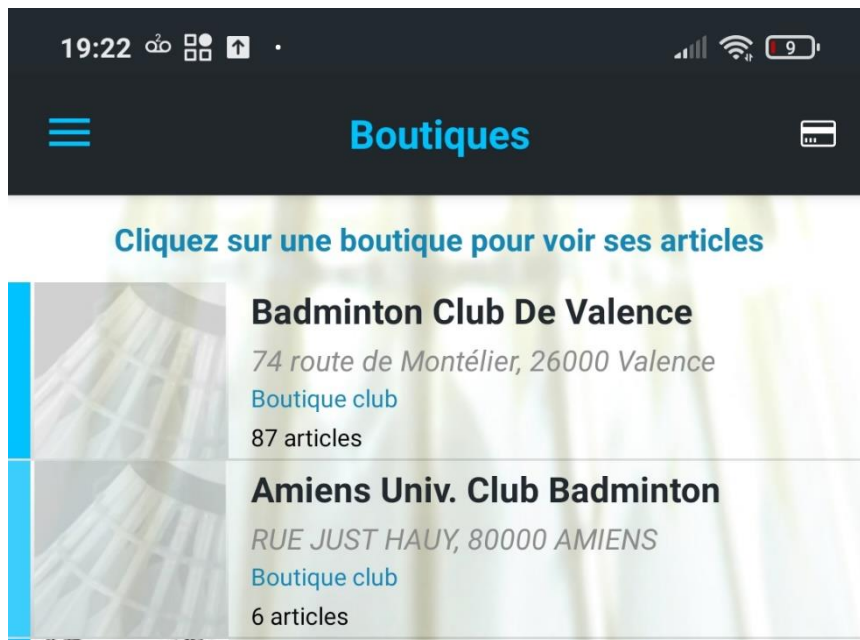 19:22
9
Boutiques
Cliquez sur une boutique pour voir ses articles
Badminton Club De Valence
74 route de Montélier, 26000 Valence
Boutique club
87 articles
Amiens Univ. Club Badminton
RUE JUST HAUY, 80000 AMIENS
Boutique club
6 articles